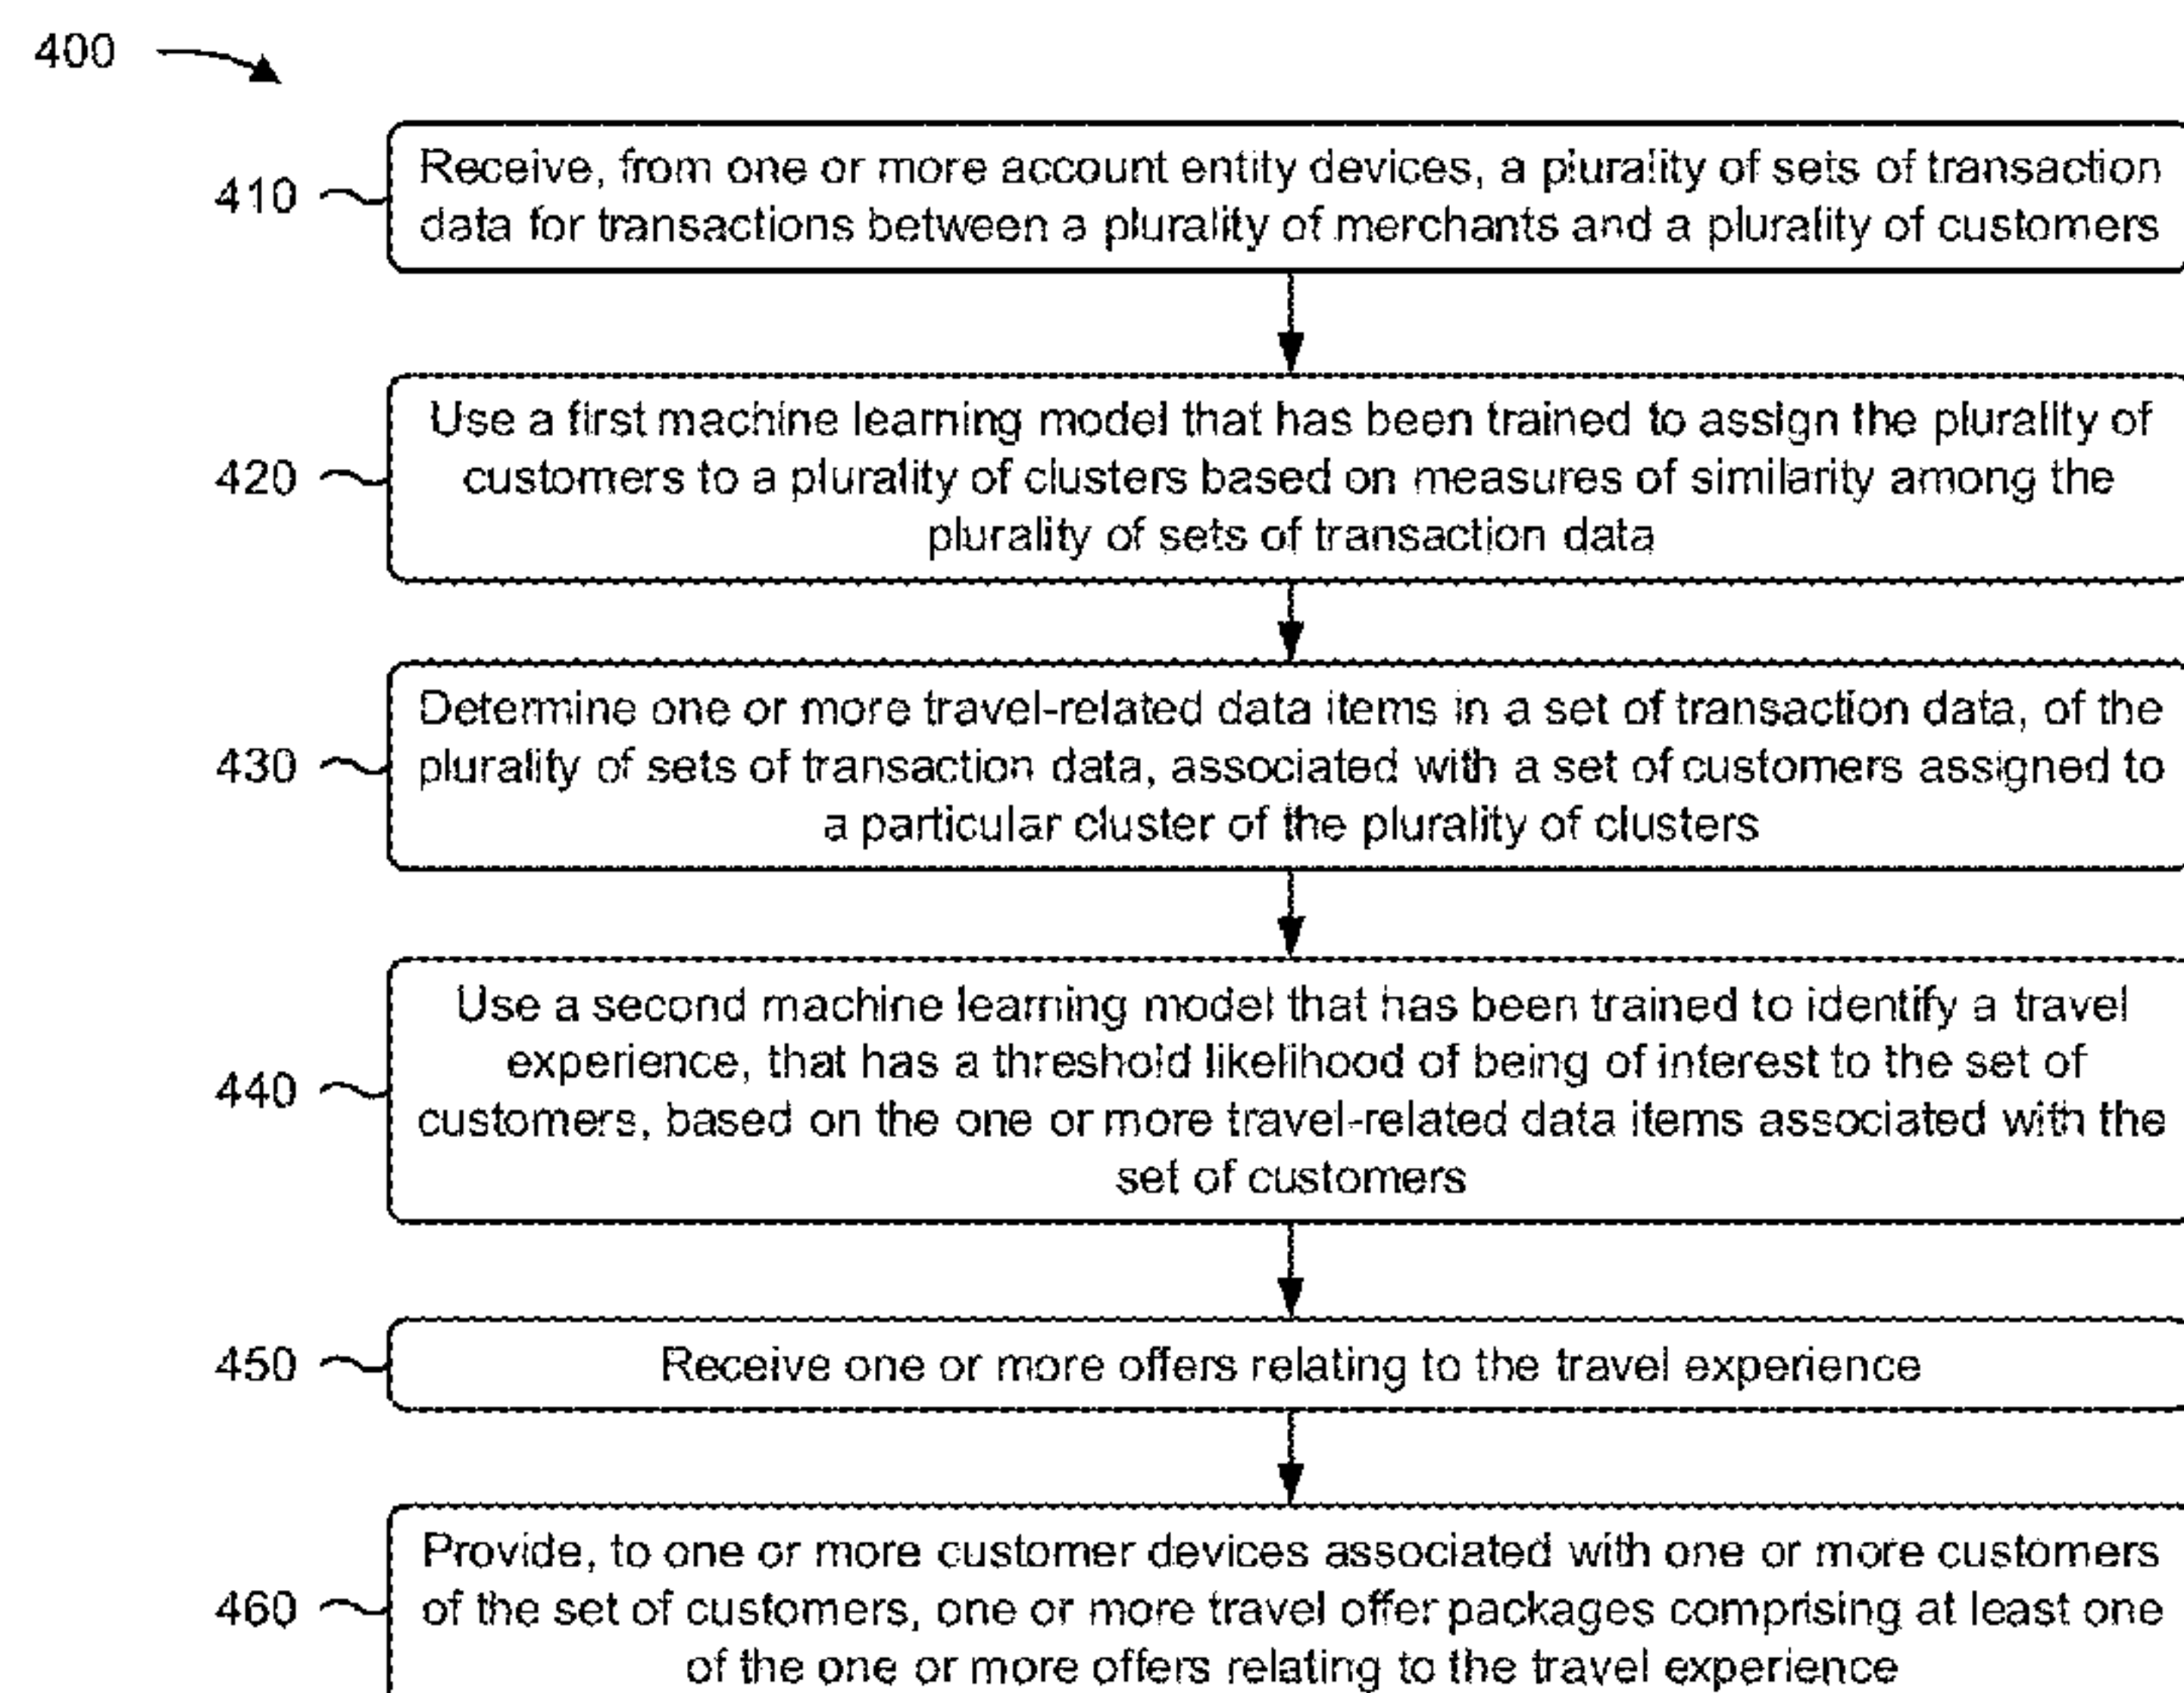 400
410
Receive, from one or more account entity devices, a plurality of sets of transaction
data for transactions between a plurality of merchants and a plurality of customers
420
Use a first machine learning model that has been trained to assign the plurality of
customers to a plurality of clusters based on measures of similarity among the
plurality of sets of transaction data
430
Determine one or more travel-related data items in a set of transaction data, of the
plurality of sets of transaction data, associated with a set of customers assigned to
a particular cluster of the plurality of clusters
440
Use a second machine learning model that has been trained to identify a travel
experience, that has a threshold likelihood of being of interest to the set of
customers, based on the one or more travel-related data items associated with the
set of customers
450
Receive one or more offers relating to the travel experience
460
Provide, to one or more customer devices associated with one or more customers
of the set of customers, one or more travel offer packages comprising at least one
of the one or more offers relating to the travel experience